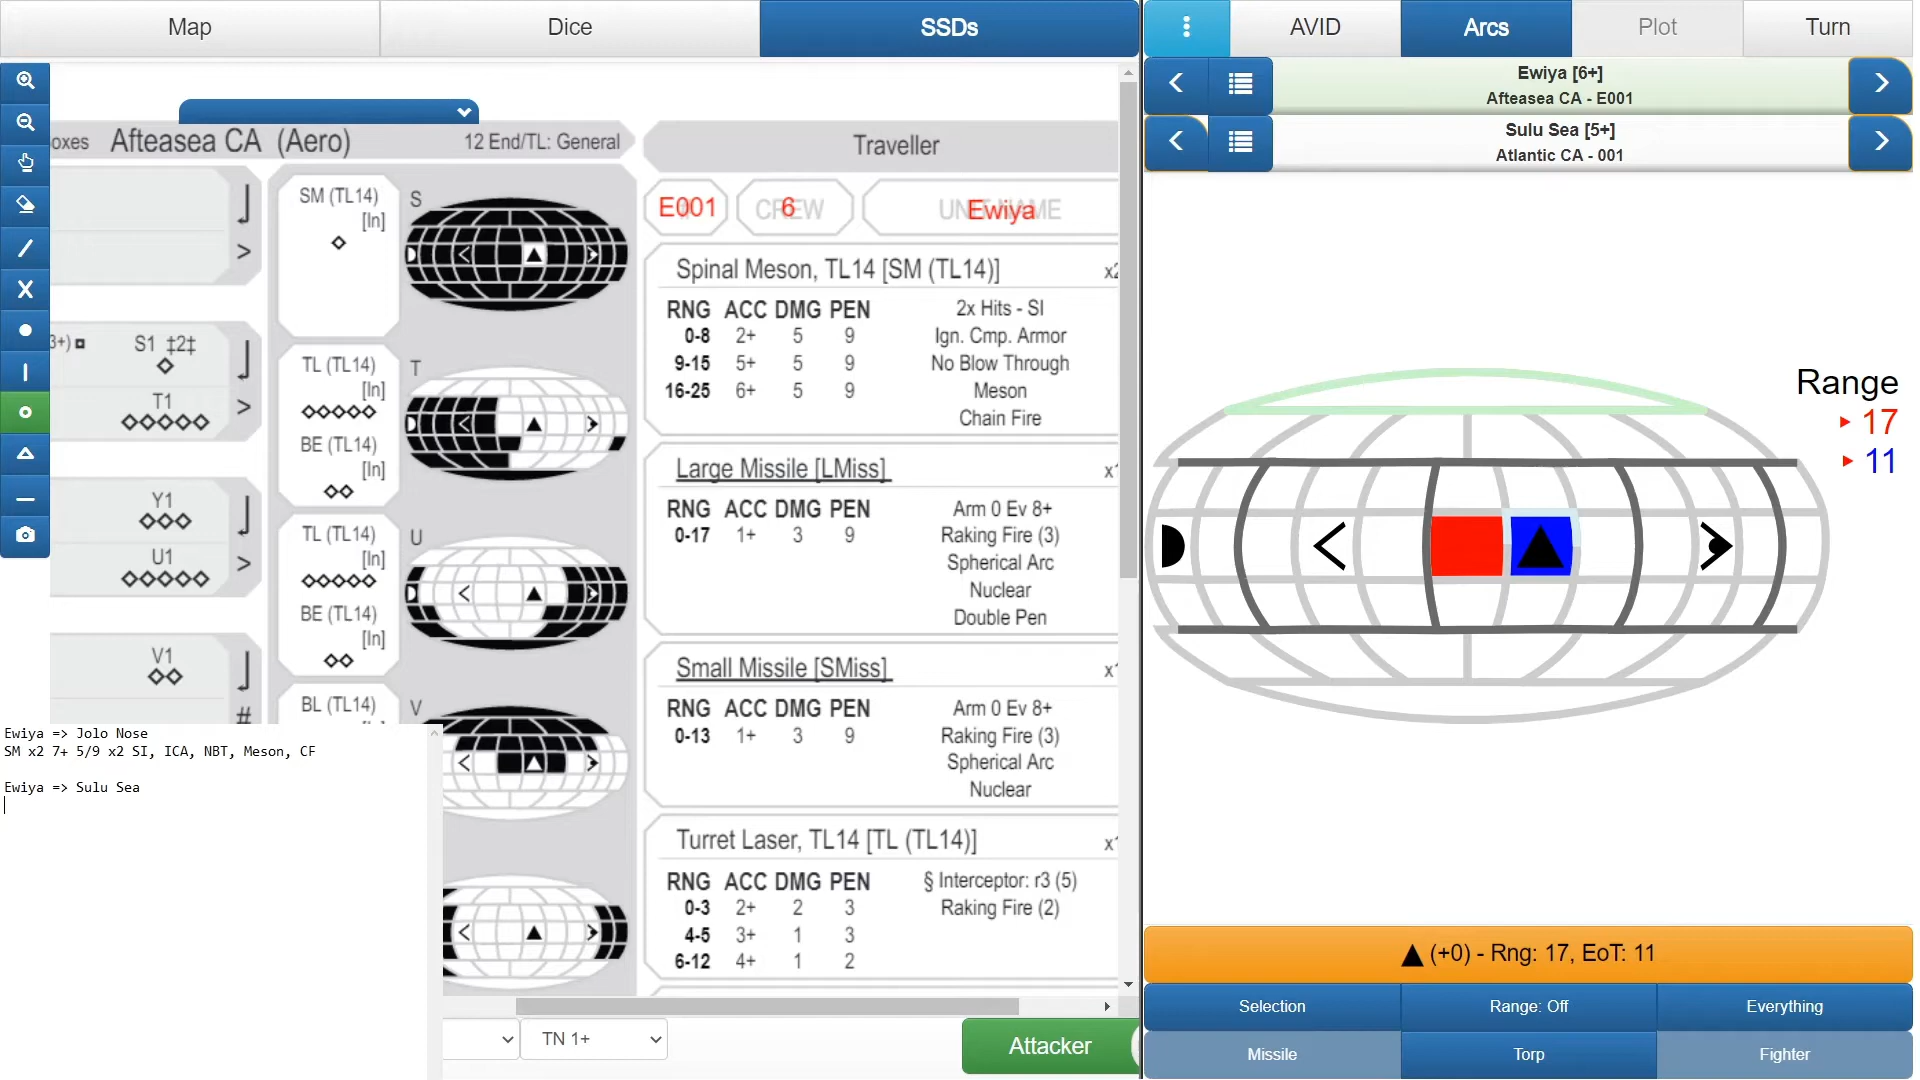 Map
Dice
SSDs
AVID
Arcs
Plot
Turn
Ewiya [6+]
Afteasea CA - E001
Sulu Sea [5+]
Atlantic CA - 001
oxes
Afteasea CA (Aero)
12 End/TL: General
Traveller
E001
CREW
6
UNIT NAME
Ewiya
SM (TL14)
[In]
S
Spinal Meson, TL14 [SM (TL14)]
RNG ACC DMG PEN
0-8 2+ 5 9
9-15 5+ 5 9
16-25 6+ 5 9
2x Hits - SI
Ign. Cmp. Armor
No Blow Through
Meson
Chain Fire
3+)
S1 ‡2‡
T1
TL (TL14)
[In]
BE (TL14)
[In]
T
Large Missile [LMiss]
RNG ACC DMG PEN
0-17 1+ 3 9
Arm 0 Ev 8+
Raking Fire (3)
Spherical Arc
Nuclear
Double Pen
Y1
U1
TL (TL14)
[In]
BE (TL14)
[In]
U
Small Missile [SMiss]
RNG ACC DMG PEN
0-13 1+ 3 9
Arm 0 Ev 8+
Raking Fire (3)
Spherical Arc
Nuclear
V1
#
BL (TL14)
V
Turret Laser, TL14 [TL (TL14)]
RNG ACC DMG PEN
0-3 2+ 2 3
4-5 3+ 1 3
6-12 4+ 1 2
§ Interceptor: r3 (5)
Raking Fire (2)
Ewiya => Jolo Nose
SM x2 7+ 5/9 x2 SI, ICA, NBT, Meson, CF
Ewiya => Sulu Sea
TN 1+
Attacker
Range
17
11
▲ (+0) - Rng: 17, EoT: 11
Selection
Range: Off
Everything
Missile
Torp
Fighter